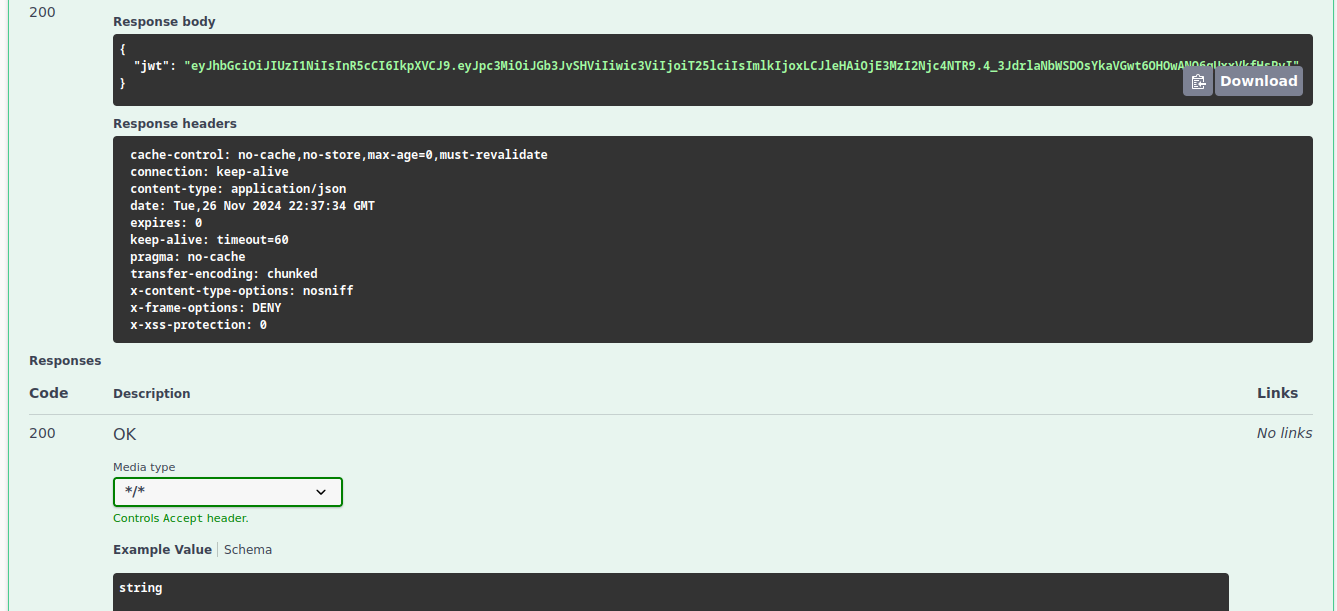 200
Response body
{
"jwt": "eyJhbGciOiJIUzI1NiIsInR5cCI6IkpXVCJ9.eyJpc3MiOiJGb3JvSHViIiwic3ViIjoiT25lciIsImlkIjoxLCJleHAiOjE3MzI2Njc4NTR9.4_3JdrlaNbWSDOsYkaVGwt6OHOwANQ6gUxxVkfHsPvI"
}
Download
Response headers
cache-control: no-cache,no-store,max-age=0,must-revalidate
connection: keep-alive
content-type: application/json
date: Tue,26 Nov 2024 22:37:34 GMT
expires: 0
keep-alive: timeout=60
pragma: no-cache
transfer-encoding: chunked
x-content-type-options: nosniff
x-frame-options: DENY
x-xss-protection: 0
Responses
Code Description Links
200 OK No links
Media type
*/*
Controls Accept header.
Example Value Schema
string